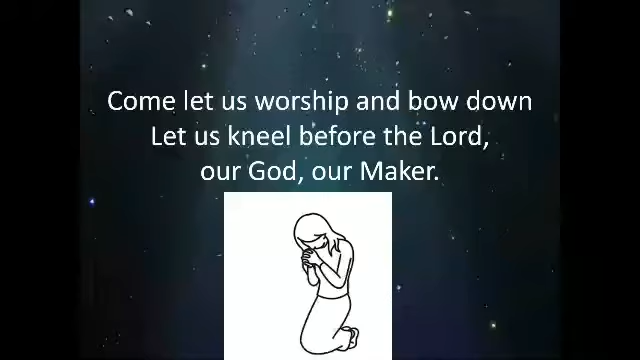 Come let us worship and bow down
Let us kneel before the Lord,
our God, our Maker.